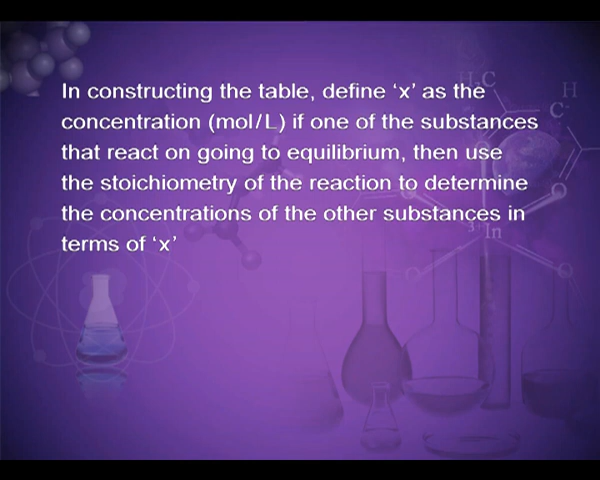 In constructing the table, define ‘x’ as the
concentration (mol/L) if one of the substances
that react on going to equilibrium, then use
the stoichiometry of the reaction to determine
the concentrations of the other substances in
terms of ‘x’
H₃C
H
C
In